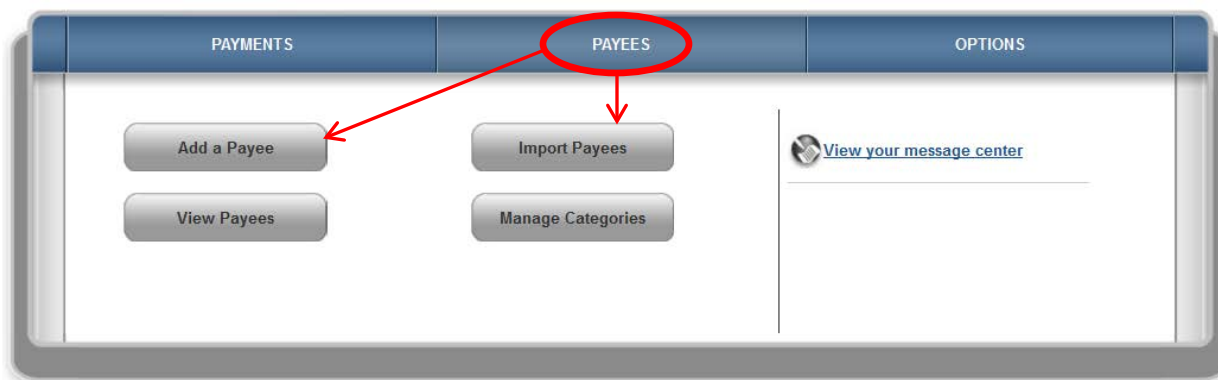 PAYMENTS PAYEES OPTIONS
Add a Payee Import Payees View your message center
View Payees Manage Categories